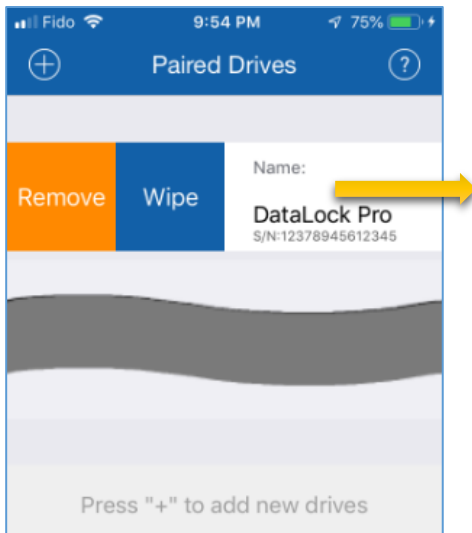 Fido 9:54 PM 75%
Paired Drives ?
Remove Wipe
Name:
DataLock Pro
S/N:12378945612345
Press "+" to add new drives